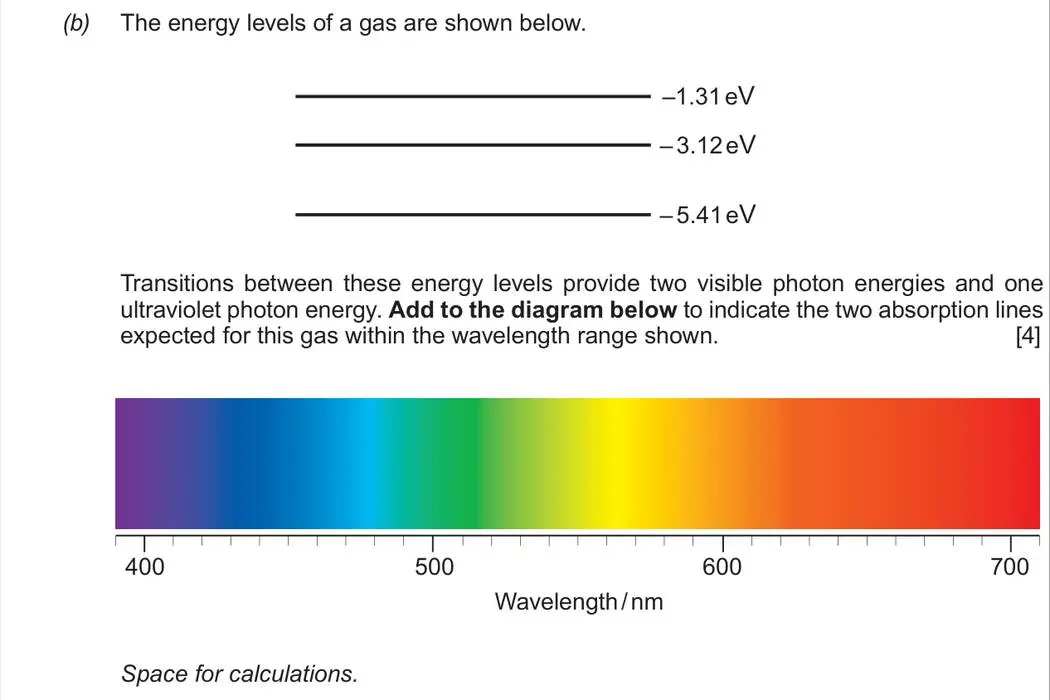 (b) The energy levels of a gas are shown below.
–1.31 eV
–3.12 eV
–5.41 eV
Transitions between these energy levels provide two visible photon energies and one
ultraviolet photon energy. Add to the diagram below to indicate the two absorption lines
expected for this gas within the wavelength range shown. [4]
400 500 600 700
Wavelength / nm
Space for calculations.